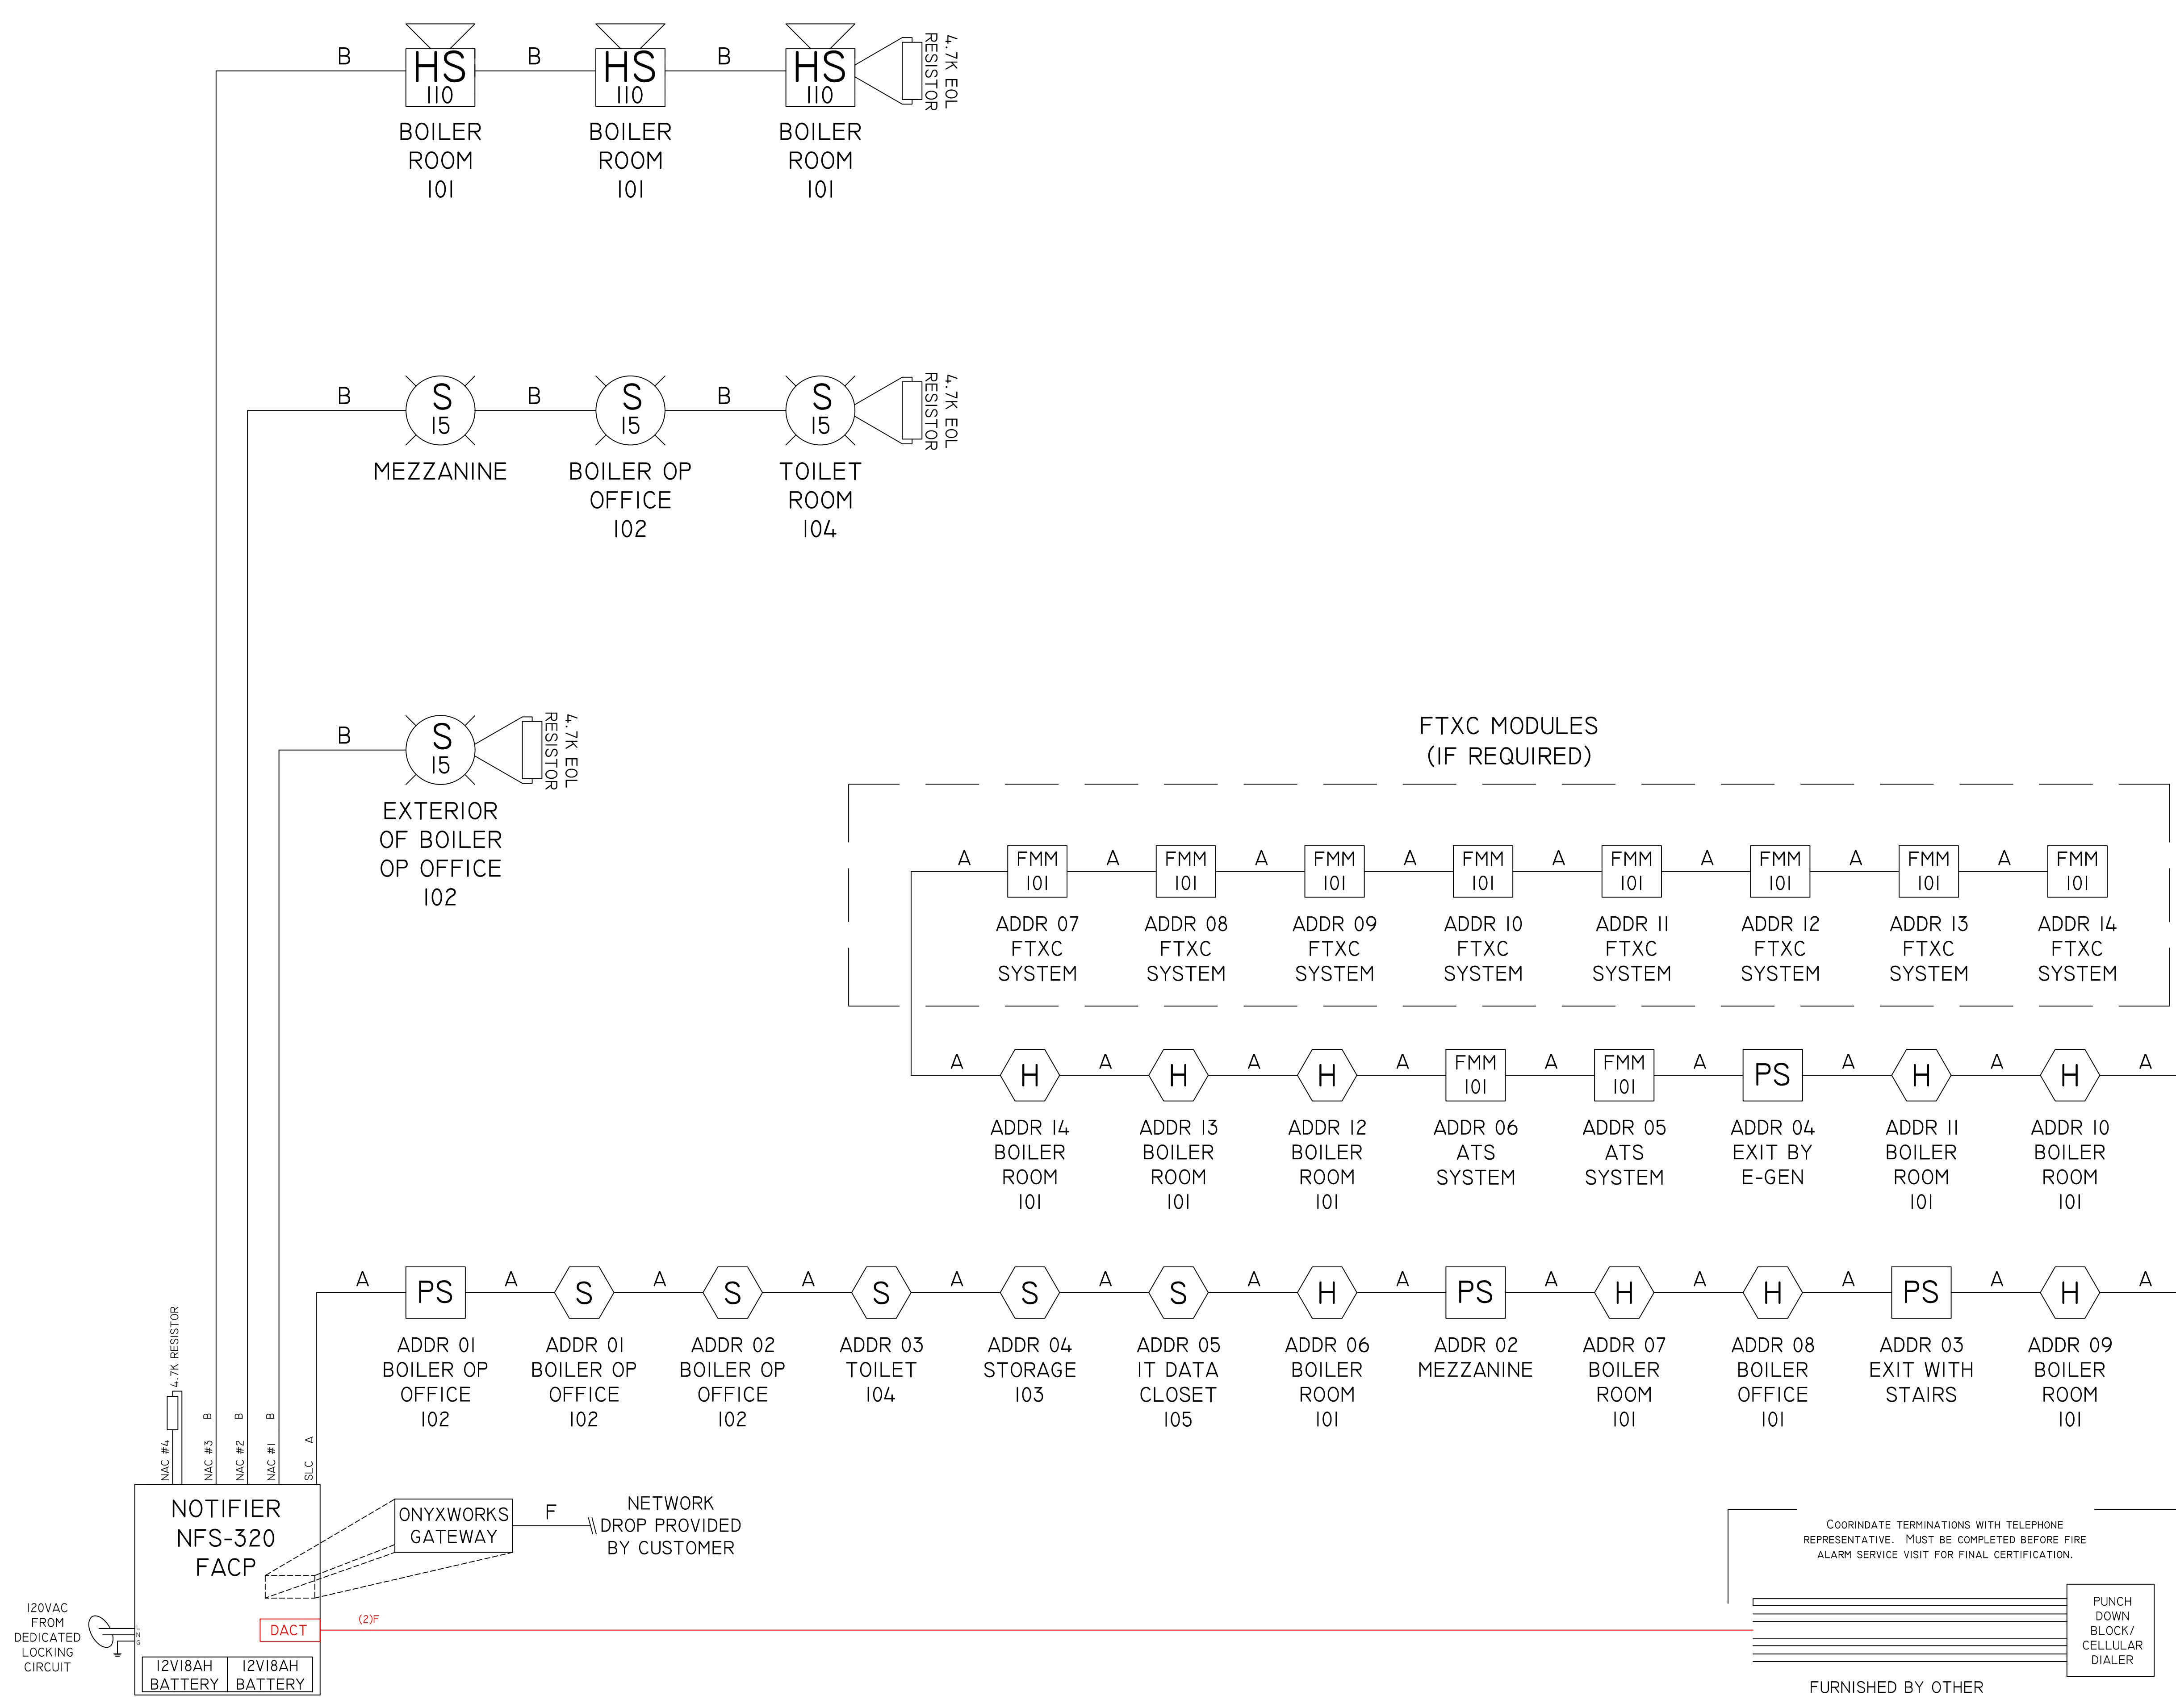 B
B
B
HS
110
HS
110
HS
110
4.7K EOL
RESISTOR
BOILER
ROOM
101
BOILER
ROOM
101
BOILER
ROOM
101
B
B
B
S
15
S
15
S
15
4.7K EOL
RESISTOR
MEZZANINE
BOILER OP
OFFICE
102
TOILET
ROOM
104
B
S
15
4.7K EOL
RESISTOR
EXTERIOR
OF BOILER
OP OFFICE
102
FTXC MODULES
(IF REQUIRED)
A
FMM
101
A
FMM
101
A
FMM
101
A
FMM
101
A
FMM
101
A
FMM
101
A
FMM
101
A
FMM
101
ADDR 07
FTXC
SYSTEM
ADDR 08
FTXC
SYSTEM
ADDR 09
FTXC
SYSTEM
ADDR 10
FTXC
SYSTEM
ADDR 11
FTXC
SYSTEM
ADDR 12
FTXC
SYSTEM
ADDR 13
FTXC
SYSTEM
ADDR 14
FTXC
SYSTEM
A
H
A
H
A
H
A
FMM
101
A
FMM
101
A
PS
A
H
A
H
A
ADDR 14
BOILER
ROOM
101
ADDR 13
BOILER
ROOM
101
ADDR 12
BOILER
ROOM
101
ADDR 06
ATS
SYSTEM
ADDR 05
ATS
SYSTEM
ADDR 04
EXIT BY
E-GEN
ADDR 11
BOILER
ROOM
101
ADDR 10
BOILER
ROOM
101
A
PS
A
S
A
S
A
S
A
S
A
S
A
H
A
PS
A
H
A
H
A
PS
A
H
A
ADDR 01
BOILER OP
OFFICE
102
ADDR 01
BOILER OP
OFFICE
102
ADDR 02
BOILER OP
OFFICE
102
ADDR 03
TOILET
104
ADDR 04
STORAGE
103
ADDR 05
IT DATA
CLOSET
105
ADDR 06
BOILER
ROOM
101
ADDR 02
MEZZANINE
ADDR 07
BOILER
ROOM
101
ADDR 08
BOILER
OFFICE
101
ADDR 03
EXIT WITH
STAIRS
ADDR 09
BOILER
ROOM
101
4.7K RESISTOR
NAC #4
NAC #3 B
NAC #2 B
NAC #1 B
SLC A
NOTIFIER
NFS-320
FACP
ONYXWORKS
GATEWAY
F
NETWORK
DROP PROVIDED
BY CUSTOMER
120VAC
FROM
DEDICATED
LOCKING
CIRCUIT
L
N
G
DACT
(2)F
12V18AH
BATTERY
12V18AH
BATTERY
COORINDATE TERMINATIONS WITH TELEPHONE
REPRESENTATIVE. MUST BE COMPLETED BEFORE FIRE
ALARM SERVICE VISIT FOR FINAL CERTIFICATION.
PUNCH
DOWN
BLOCK/
CELLULAR
DIALER
FURNISHED BY OTHER